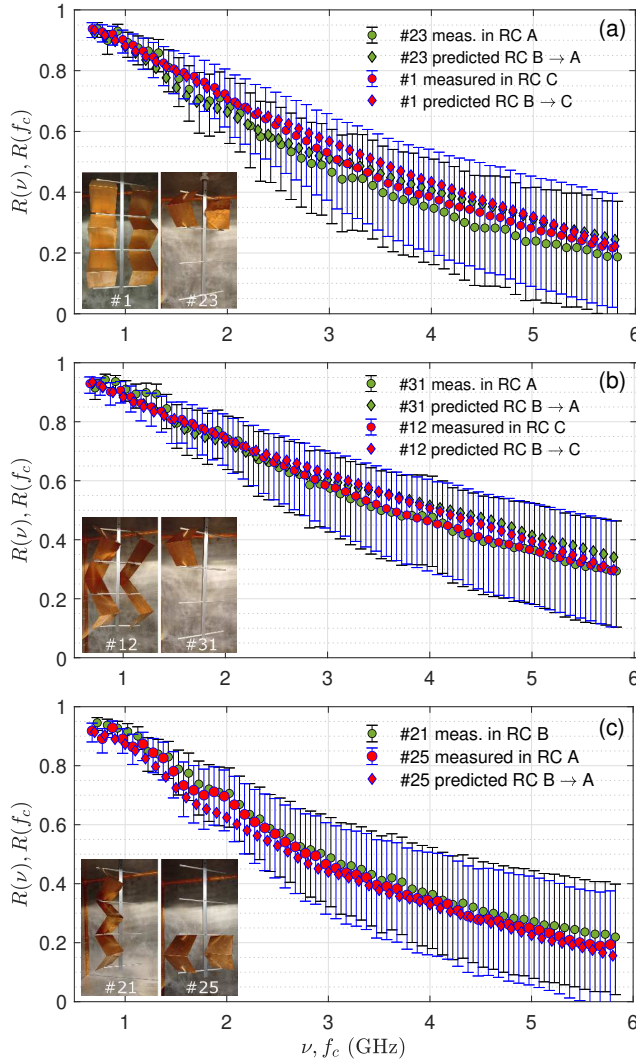 1
0.8
0.6
0.4
0.2
0
R(ν), R(f_c)
(a)
#23 meas. in RC A
#23 predicted RC B → A
#1 measured in RC C
#1 predicted RC B → C
#1
#23
1 2 3 4 5 6
1
0.8
0.6
0.4
0.2
0
R(ν), R(f_c)
(b)
#31 meas. in RC A
#31 predicted RC B → A
#12 measured in RC C
#12 predicted RC B → C
#12
#31
1 2 3 4 5 6
1
0.8
0.6
0.4
0.2
0
R(ν), R(f_c)
(c)
#21 meas. in RC B
#25 measured in RC A
#25 predicted RC B → A
#21
#25
1 2 3 4 5 6
ν, f_c (GHz)